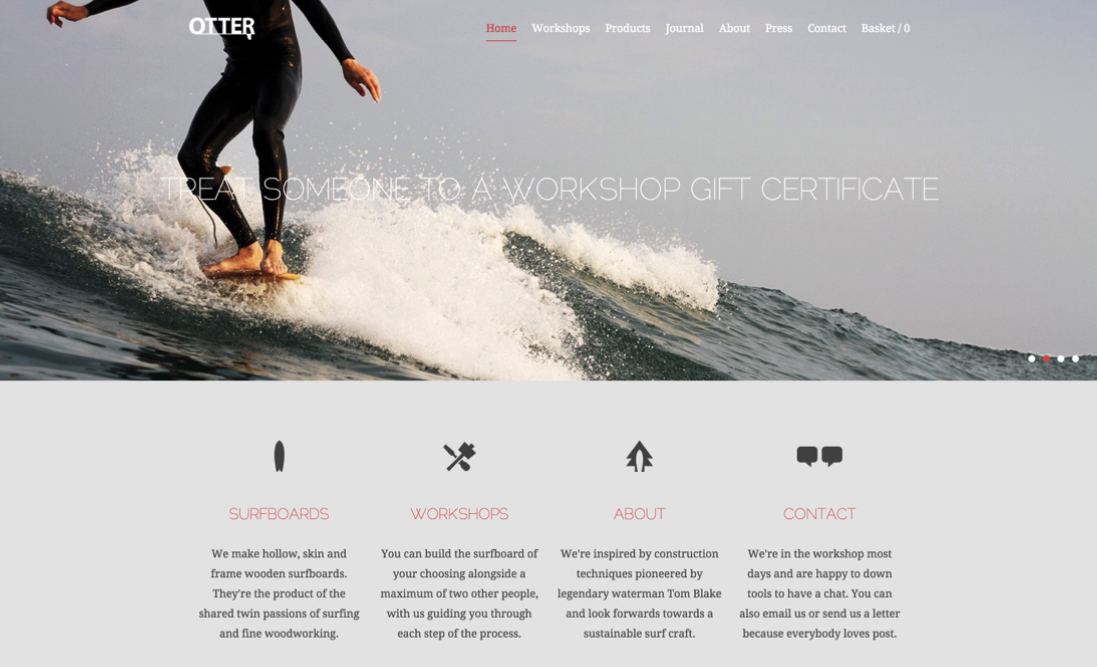 OTTER
Home Workshops Products Journal About Press Contact Basket / 0
TREAT SOMEONE TO A WORKSHOP GIFT CERTIFICATE
SURFBOARDS
We make hollow, skin and
frame wooden surfboards.
They're the product of the
shared twin passions of surfing
and fine woodworking.
WORKSHOPS
You can build the surfboard of
your choosing alongside a
maximum of two other people,
with us guiding you through
each step of the process.
ABOUT
We're inspired by construction
techniques pioneered by
legendary waterman Tom Blake
and look forwards towards a
sustainable surf craft.
CONTACT
We're in the workshop most
days and are happy to down
tools to have a chat. You can
also email us or send us a letter
because everybody loves post.